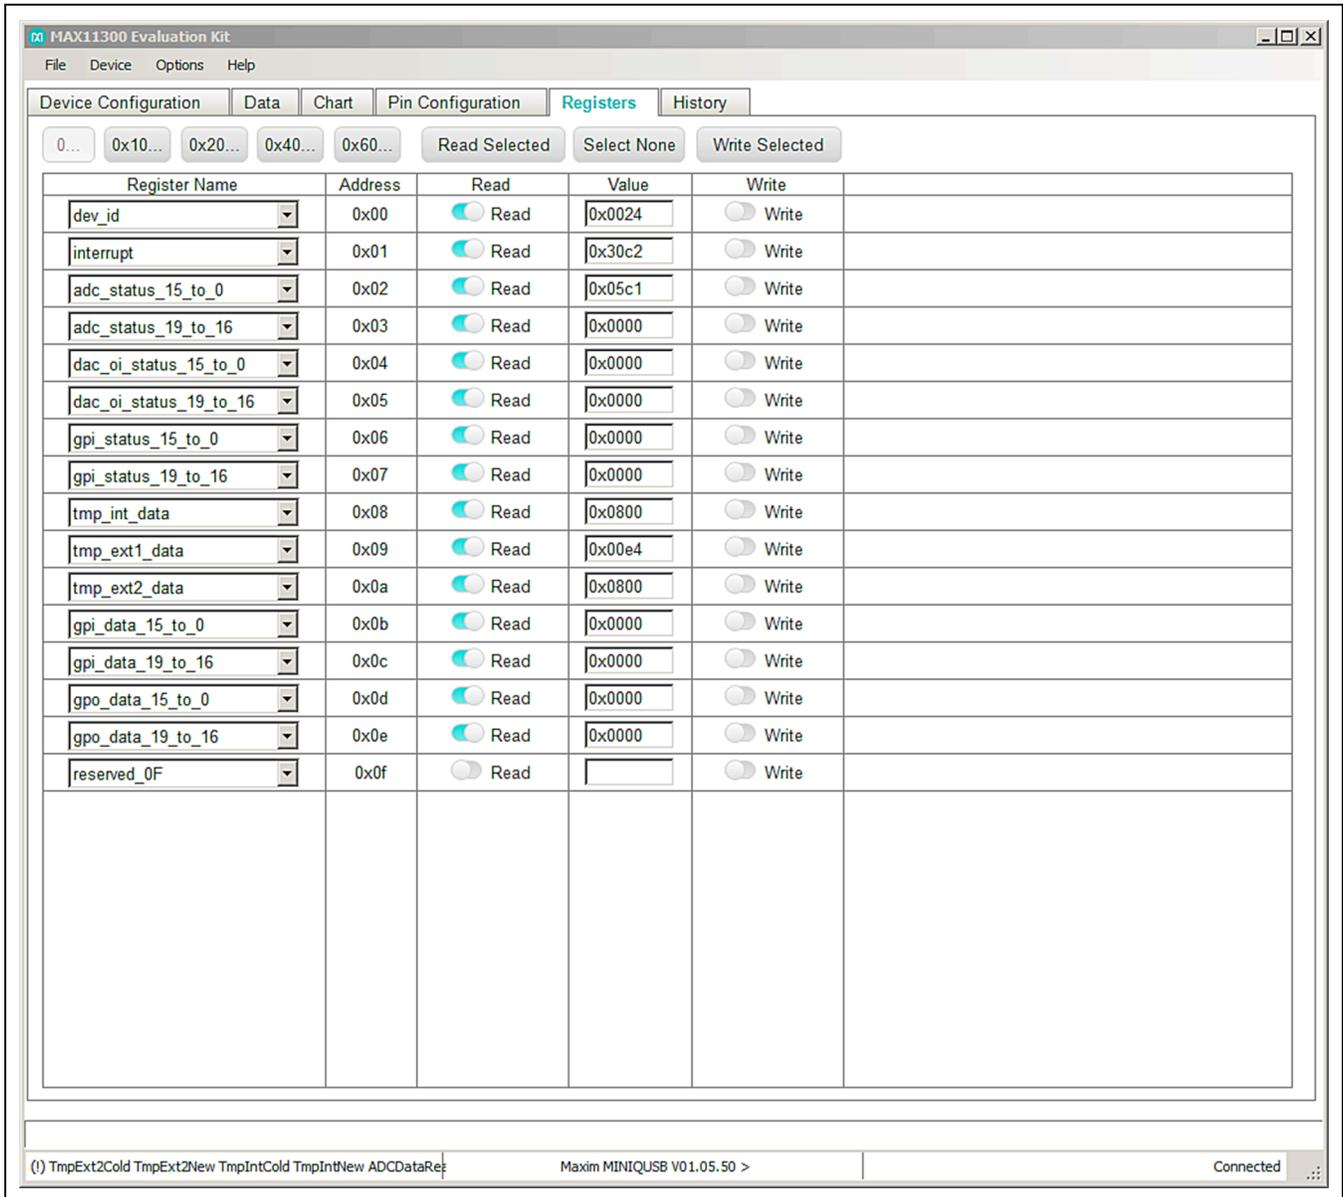 MAX11300 Evaluation Kit
File Device Options Help
Device Configuration Data Chart Pin Configuration Registers History
0... 0x10... 0x20... 0x40... 0x60... Read Selected Select None Write Selected
Register Name Address Read Value Write
dev_id 0x00 Read 0x0024 Write
interrupt 0x01 Read 0x30c2 Write
adc_status_15_to_0 0x02 Read 0x05c1 Write
adc_status_19_to_16 0x03 Read 0x0000 Write
dac_oi_status_15_to_0 0x04 Read 0x0000 Write
dac_oi_status_19_to_16 0x05 Read 0x0000 Write
gpi_status_15_to_0 0x06 Read 0x0000 Write
gpi_status_19_to_16 0x07 Read 0x0000 Write
tmp_int_data 0x08 Read 0x0800 Write
tmp_ext1_data 0x09 Read 0x00e4 Write
tmp_ext2_data 0x0a Read 0x0800 Write
gpi_data_15_to_0 0x0b Read 0x0000 Write
gpi_data_19_to_16 0x0c Read 0x0000 Write
gpo_data_15_to_0 0x0d Read 0x0000 Write
gpo_data_19_to_16 0x0e Read 0x0000 Write
reserved_0F 0x0f Read Write
(!) TmpExt2Cold TmpExt2New TmpIntCold TmpIntNew ADCDataRea Maxim MINIQUSB V01.05.50 > Connected